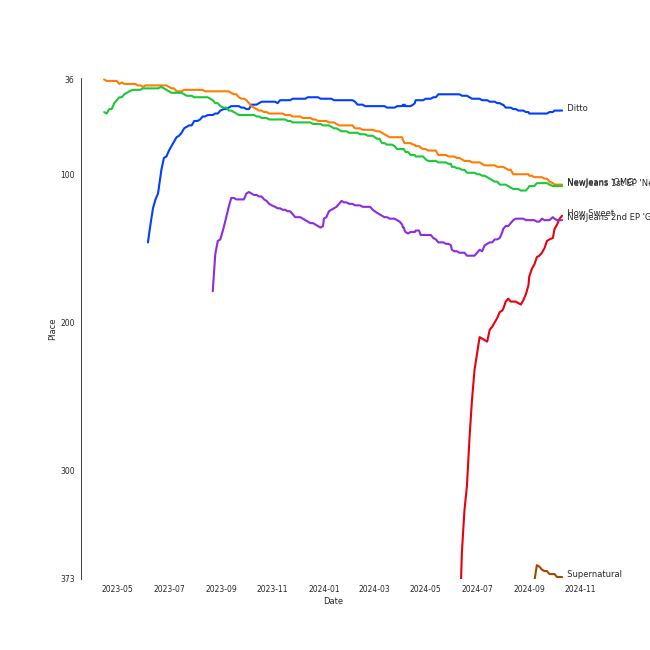 36
Ditto
100
NewJeans 'OMG'
NewJeans 1st EP 'Ne
How Sweet
NewJeans 2nd EP 'G
Place
200
300
373
Supernatural
2023-05
2023-07
2023-09
2023-11
2024-01
2024-03
2024-05
2024-07
2024-09
2024-11
Date